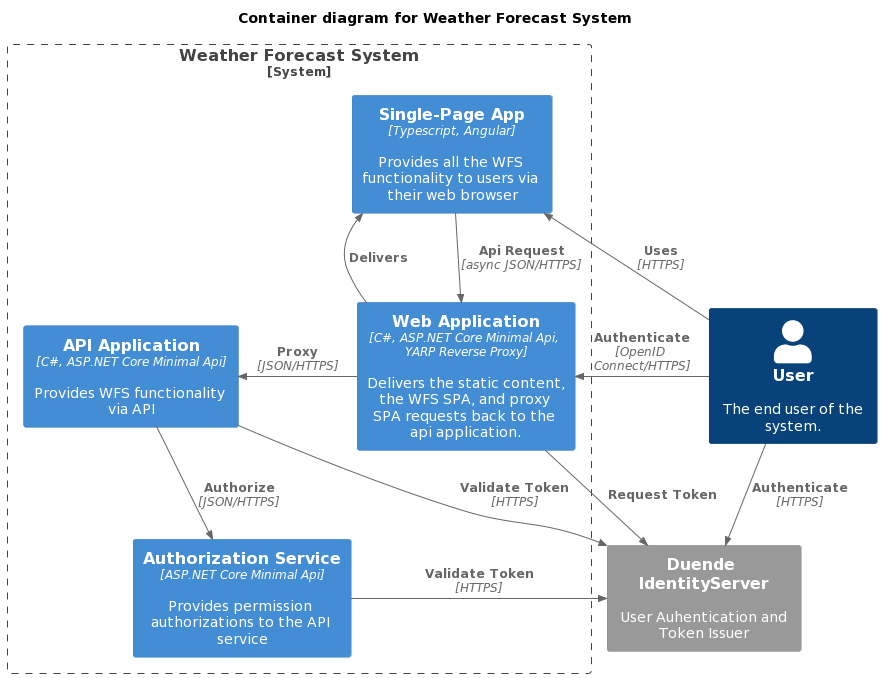 Container diagram for Weather Forecast System
Weather Forecast System
[System]
Single-Page App
[Typescript, Angular]
Provides all the WFS
functionality to users via
their web browser
Delivers
Api Request
[async JSON/HTTPS]
Uses
[HTTPS]
API Application
[C#, ASP.NET Core Minimal Api]
Provides WFS functionality
via API
Proxy
[JSON/HTTPS]
Web Application
[C#, ASP.NET Core Minimal Api,
YARP Reverse Proxy]
Delivers the static content,
the WFS SPA, and proxy
SPA requests back to the
api application.
Authenticate
[OpenID
Connect/HTTPS]
User
The end user of the
system.
Authorize
[JSON/HTTPS]
Validate Token
[HTTPS]
Request Token
Authenticate
[HTTPS]
Authorization Service
[ASP.NET Core Minimal Api]
Provides permission
authorizations to the API
service
Validate Token
[HTTPS]
Duende
IdentityServer
User Auhentication and
Token Issuer